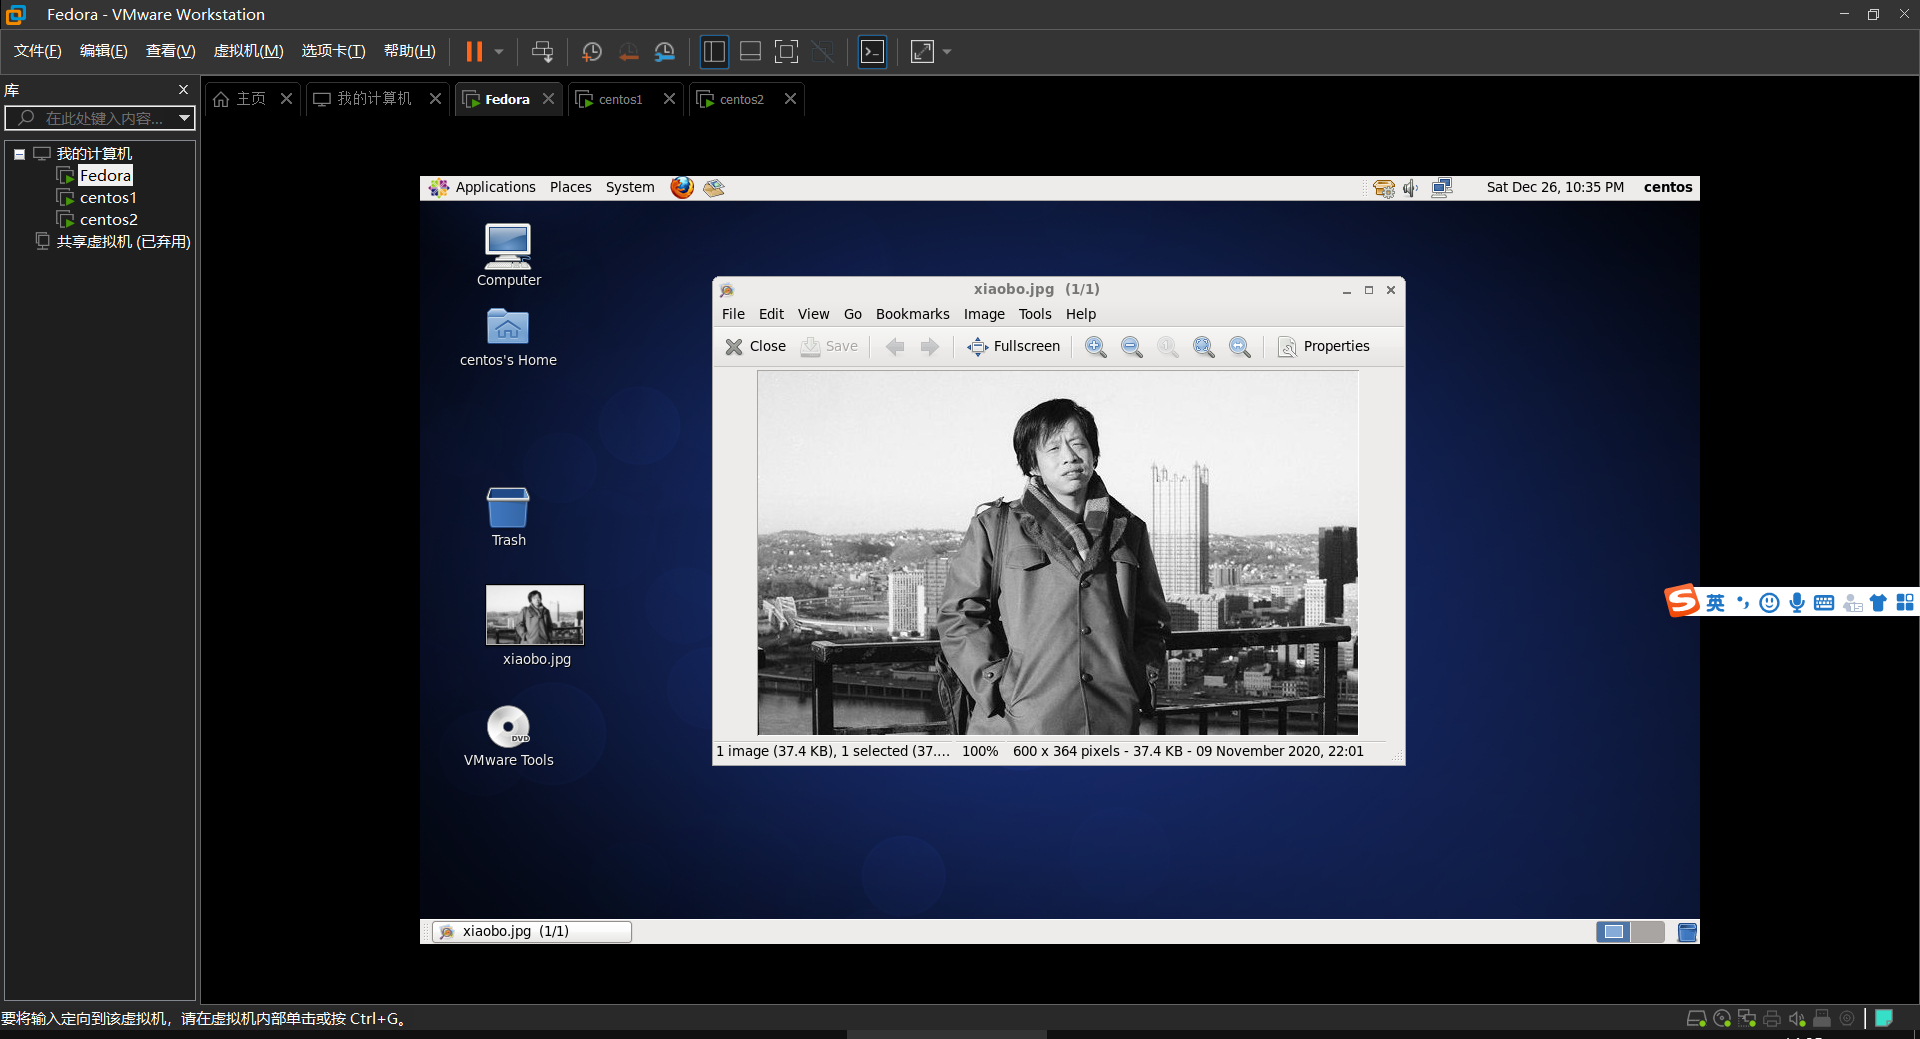 Fedora - VMware Workstation
文件(F) 编辑(E) 查看(V) 虚拟机(M) 选项卡(T) 帮助(H)
库
在此处键入内容...
我的计算机
Fedora
centos1
centos2
共享虚拟机 (已弃用)
主页 我的计算机 Fedora centos1 centos2
Applications Places System Sat Dec 26, 10:35 PM centos
Computer
centos's Home
Trash
xiaobo.jpg
DVD
VMware Tools
xiaobo.jpg (1/1)
File Edit View Go Bookmarks Image Tools Help
Close Save Fullscreen Properties
1 image (37.4 KB), 1 selected (37.... 100% 600 x 364 pixels - 37.4 KB - 09 November 2020, 22:01
xiaobo.jpg (1/1)
S 英
要将输入定向到该虚拟机，请在虚拟机内部单击或按 Ctrl+G。